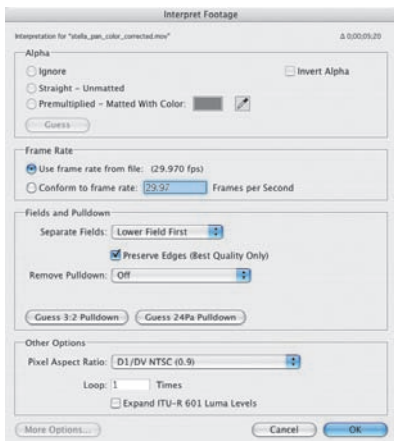 Interpret Footage
Interpretation for "stella_pan_color_corrected.mov" Δ 0;00;05;20
Alpha
Ignore Invert Alpha
Straight - Unmatted
Premultiplied - Matted With Color:
Guess
Frame Rate
Use frame rate from file: (29.970 fps)
Conform to frame rate: 29.97 Frames per Second
Fields and Pulldown
Separate Fields: Lower Field First
Preserve Edges (Best Quality Only)
Remove Pulldown: Off
Guess 3:2 Pulldown Guess 24Pa Pulldown
Other Options
Pixel Aspect Ratio: D1/DV NTSC (0.9)
Loop: 1 Times
Expand ITU-R 601 Luma Levels
More Options... Cancel OK